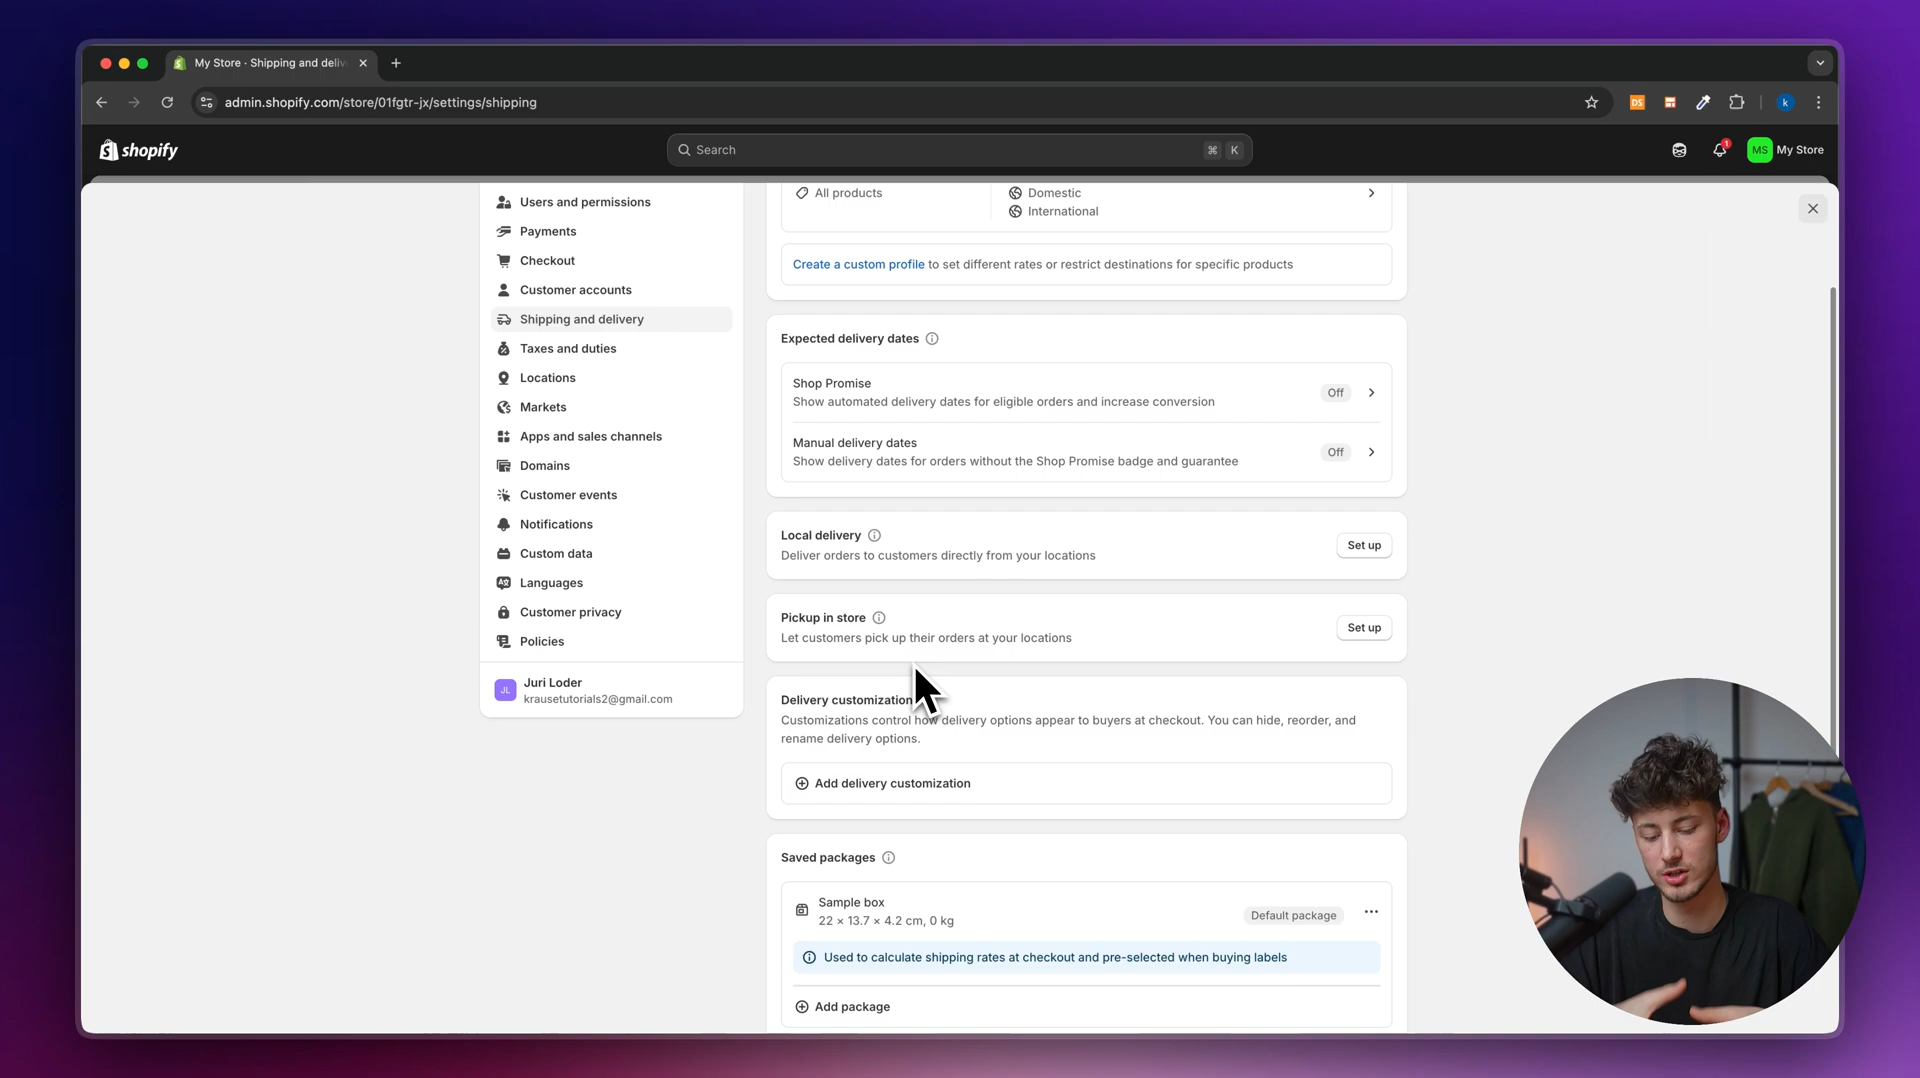 My Store · Shipping and deliv
admin.shopify.com/store/01fgtr-jx/settings/shipping
DS
k
shopify
Search
⌘ K
1
MS My Store
Users and permissions
Payments
Checkout
Customer accounts
Shipping and delivery
Taxes and duties
Locations
Markets
Apps and sales channels
Domains
Customer events
Notifications
Custom data
Languages
Customer privacy
Policies
JL
Juri Loder
krausetutorials2@gmail.com
All products
Domestic
International
Create a custom profile to set different rates or restrict destinations for specific products
Expected delivery dates
Shop Promise
Show automated delivery dates for eligible orders and increase conversion
Off
Manual delivery dates
Show delivery dates for orders without the Shop Promise badge and guarantee
Off
Local delivery
Deliver orders to customers directly from your locations
Set up
Pickup in store
Let customers pick up their orders at your locations
Set up
Delivery customization
Customizations control how delivery options appear to buyers at checkout. You can hide, reorder, and
rename delivery options.
Add delivery customization
Saved packages
Sample box
22 × 13.7 × 4.2 cm, 0 kg
Default package
Used to calculate shipping rates at checkout and pre-selected when buying labels
Add package